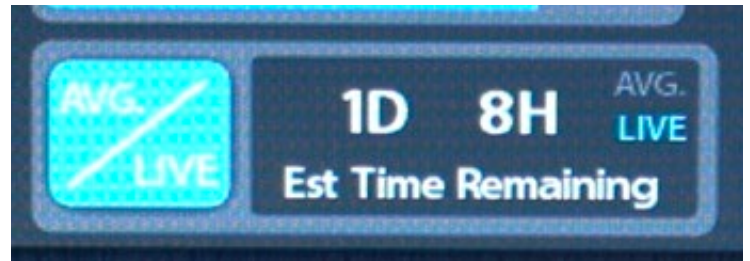 AVG.
LIVE
1D 8H
AVG.
LIVE
Est Time Remaining